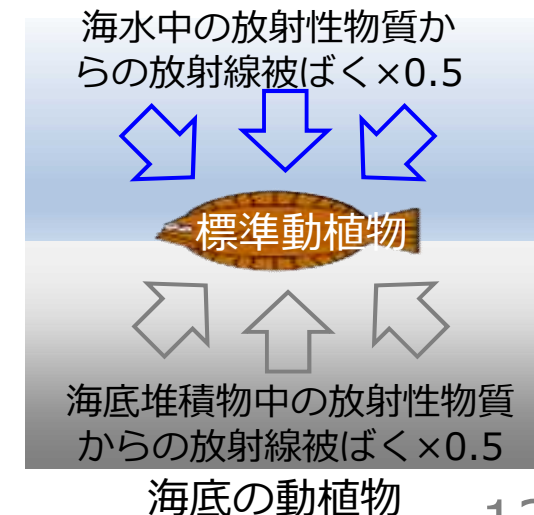 海水中の放射性物質か
らの放射線被ばく×0.5
標準動植物
海底堆積物中の放射性物質
からの放射線被ばく×0.5
海底の動植物